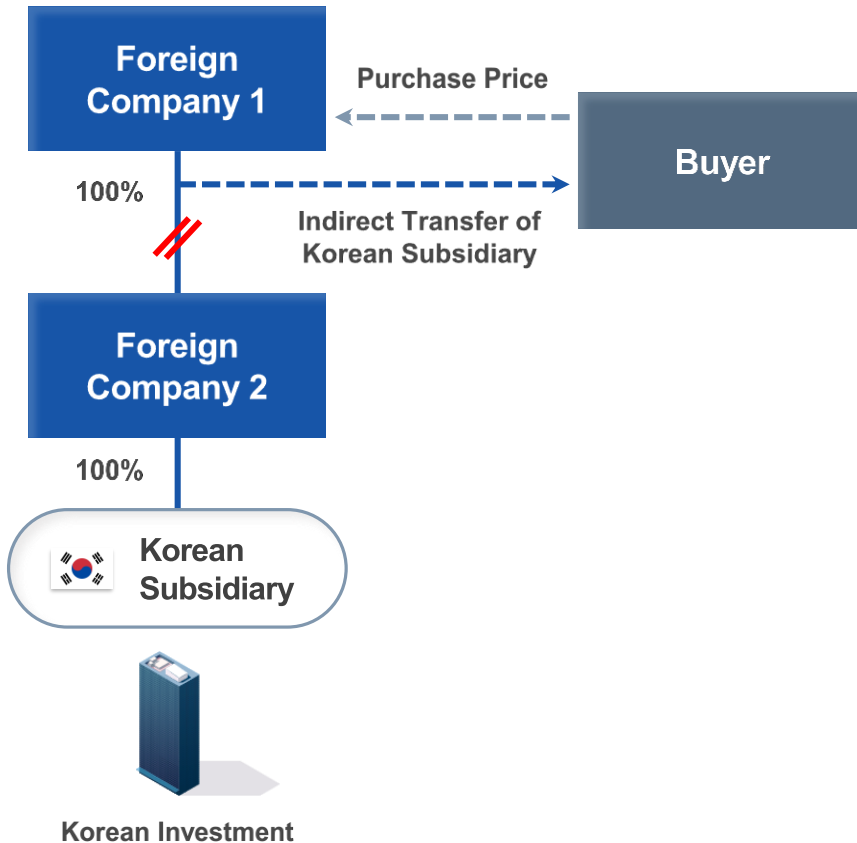 Foreign
Company 1
Purchase Price
Buyer
100%
Indirect Transfer of
Korean Subsidiary
Foreign
Company 2
100%
Korean
Subsidiary
Korean Investment